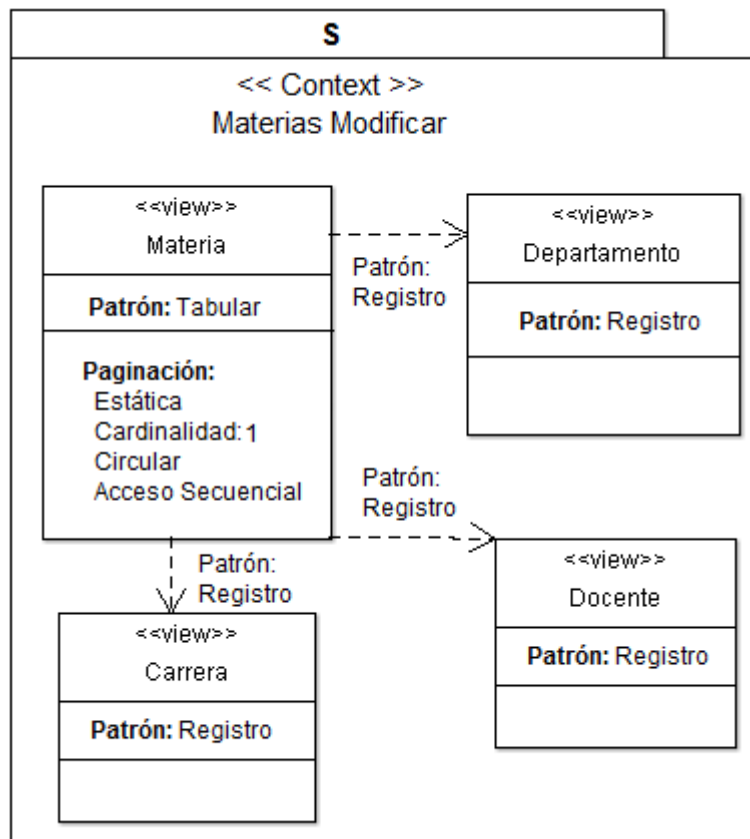 S
<< Context >>
Materias Modificar
<<view>>
Materia
Patrón: Tabular
Paginación:
Estática
Cardinalidad: 1
Circular
Acceso Secuencial
Patrón:
Registro
<<view>>
Departamento
Patrón: Registro
Patrón:
Registro
<<view>>
Docente
Patrón: Registro
Patrón:
Registro
<<view>>
Carrera
Patrón: Registro